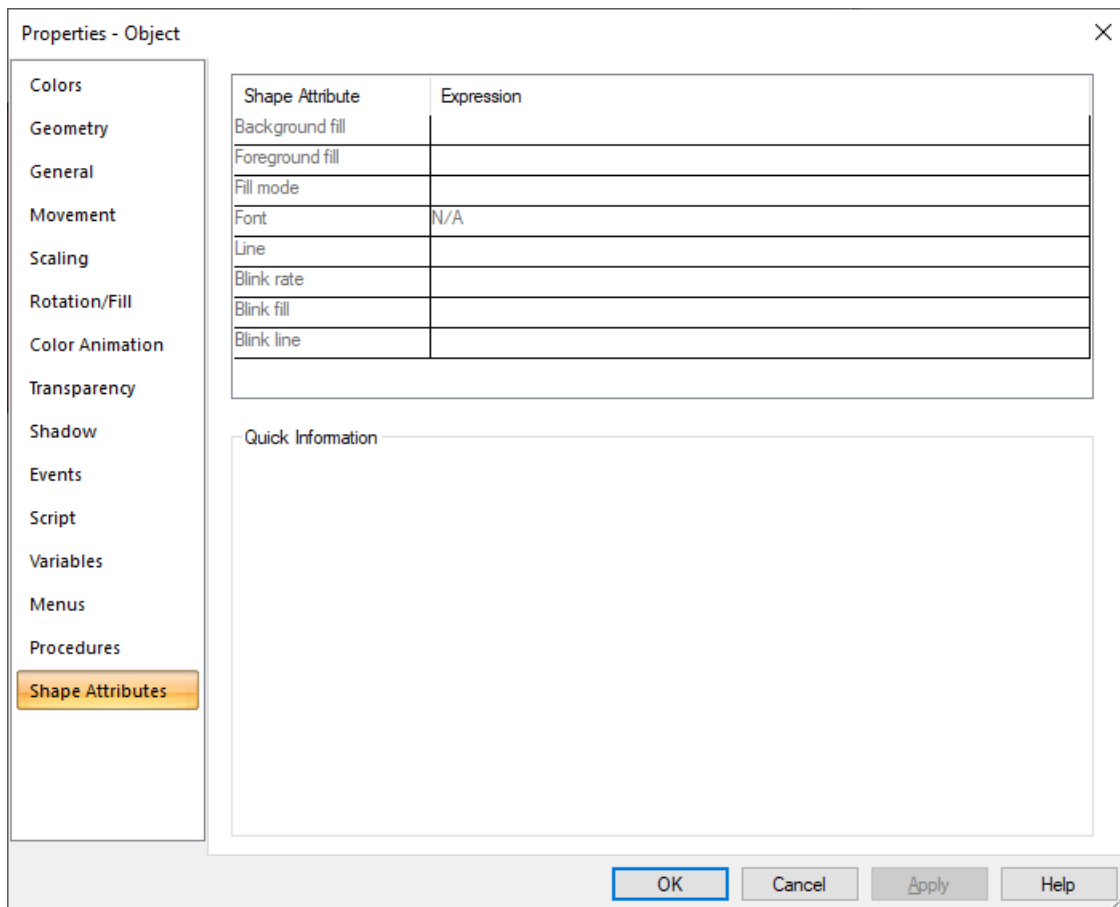 Properties - Object
Colors
Geometry
General
Movement
Scaling
Rotation/Fill
Color Animation
Transparency
Shadow
Events
Script
Variables
Menus
Procedures
Shape Attributes
Shape Attribute Expression
Background fill
Foreground fill
Fill mode
Font N/A
Line
Blink rate
Blink fill
Blink line
Quick Information
OK Cancel Apply Help